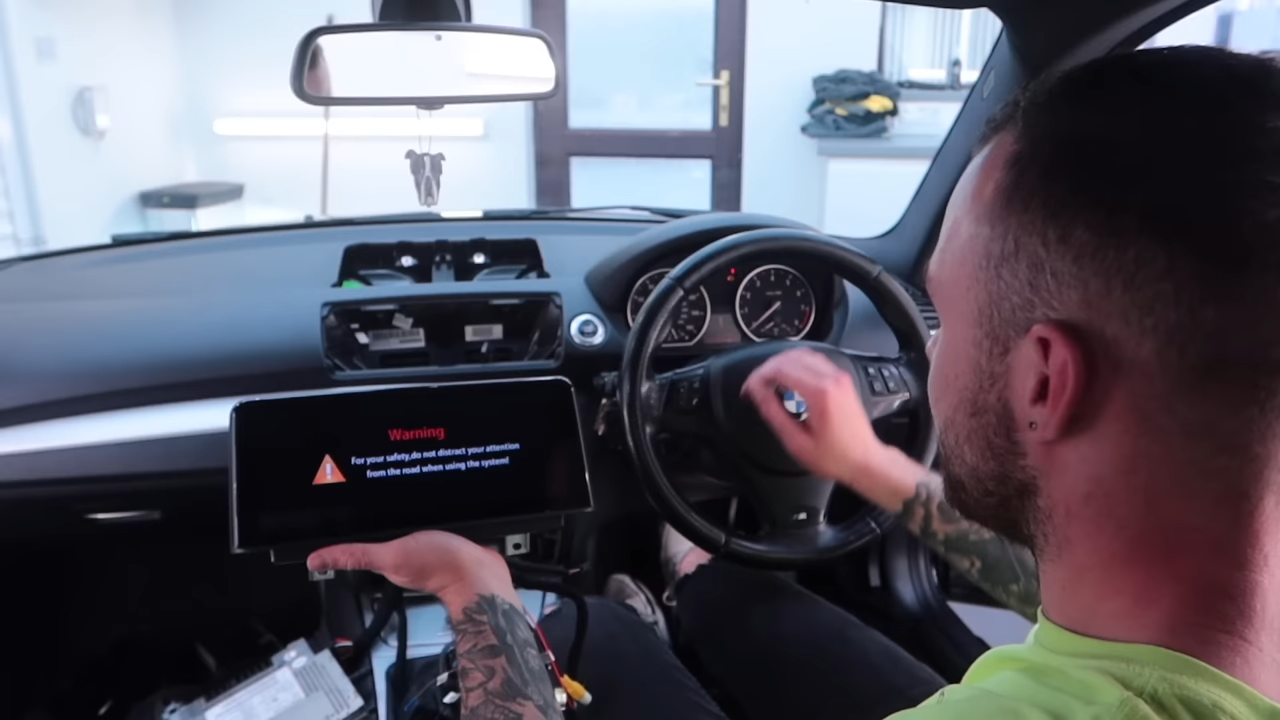 Warning
For your safety,do not distract your attention
from the road when using the system!